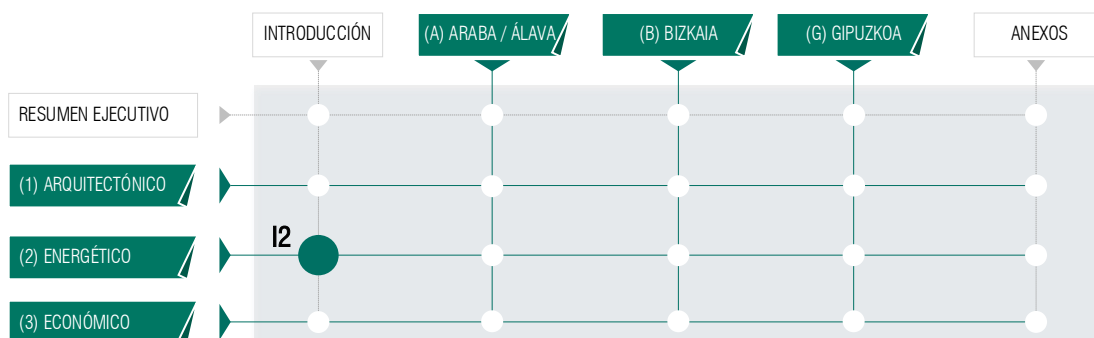 INTRODUCCIÓN
(A) ARABA / ÁLAVA
(B) BIZKAIA
(G) GIPUZKOA
ANEXOS
RESUMEN EJECUTIVO
(1) ARQUITECTÓNICO
I2
(2) ENERGÉTICO
(3) ECONÓMICO